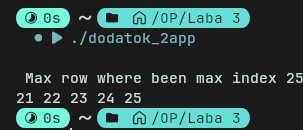 0s ~ /OP/Laba 3
./dodatok_2app
Max row where been max index 25
21 22 23 24 25
0s ~ /OP/Laba 3